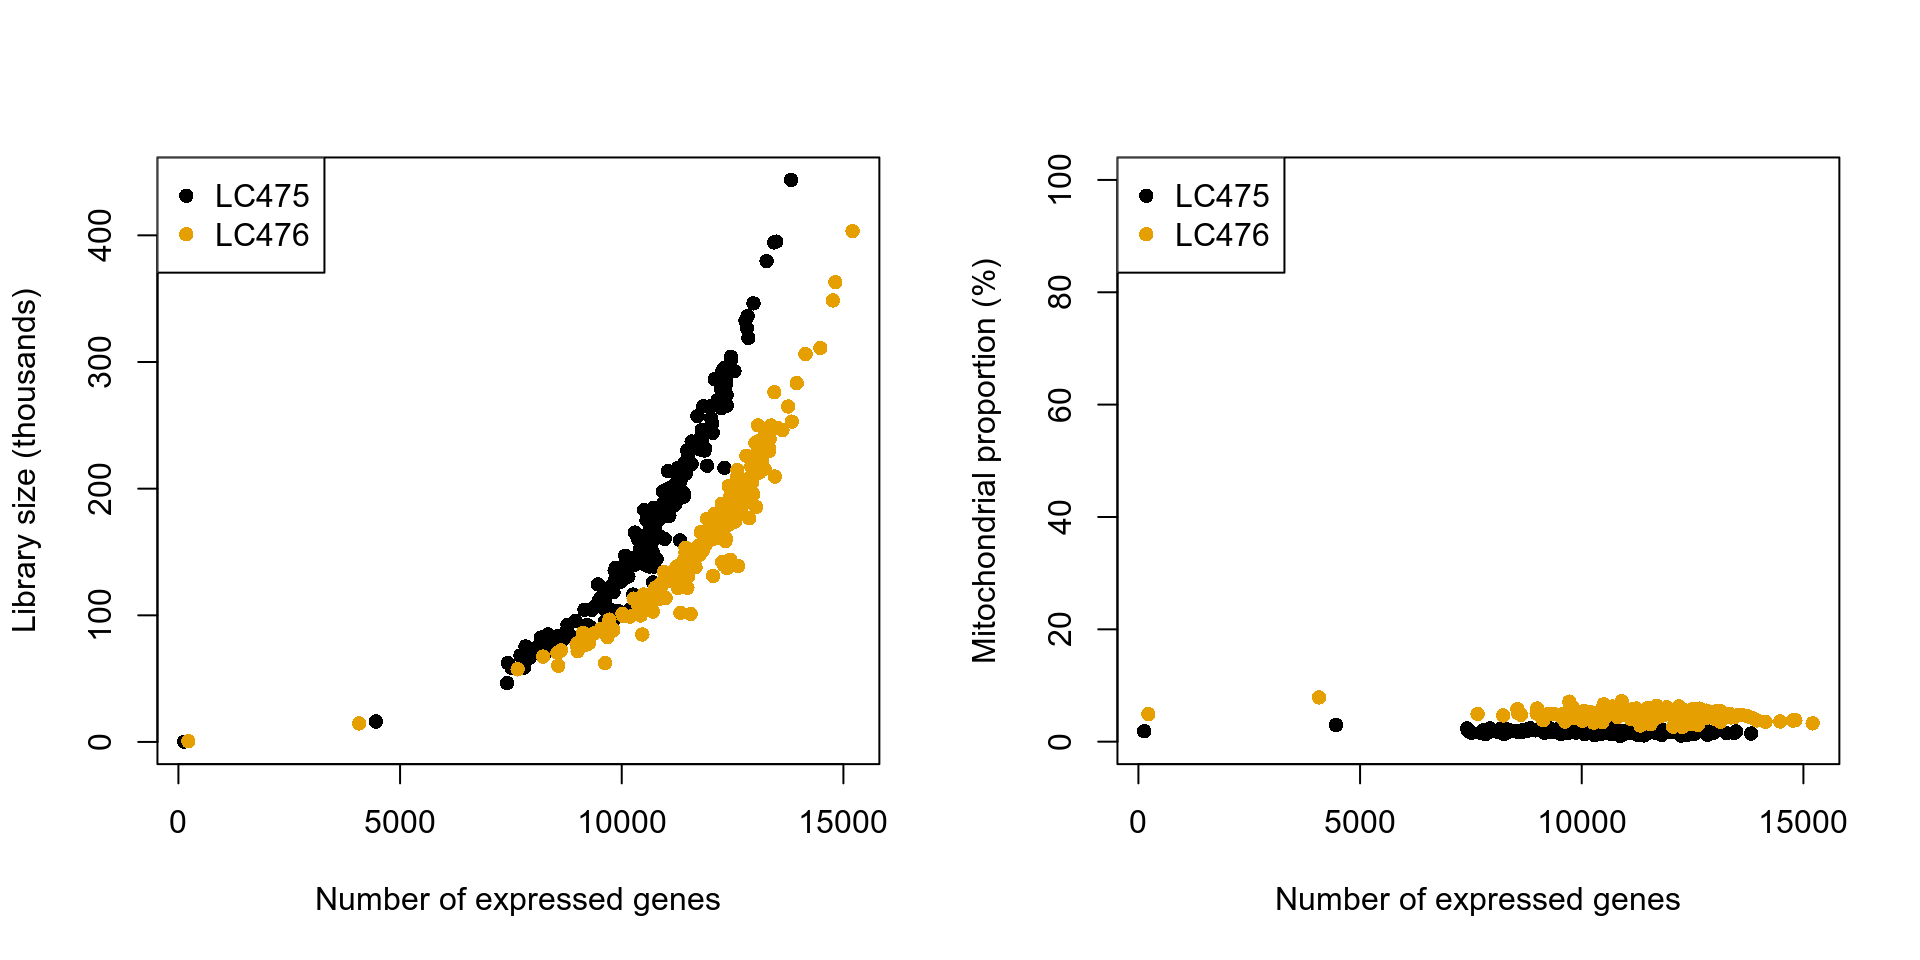 LC475
LC476
Library size (thousands)
400
300
200
100
0
0 5000 10000 15000
Number of expressed genes
LC475
LC476
Mitochondrial proportion (%)
100
80
60
40
20
0
0 5000 10000 15000
Number of expressed genes